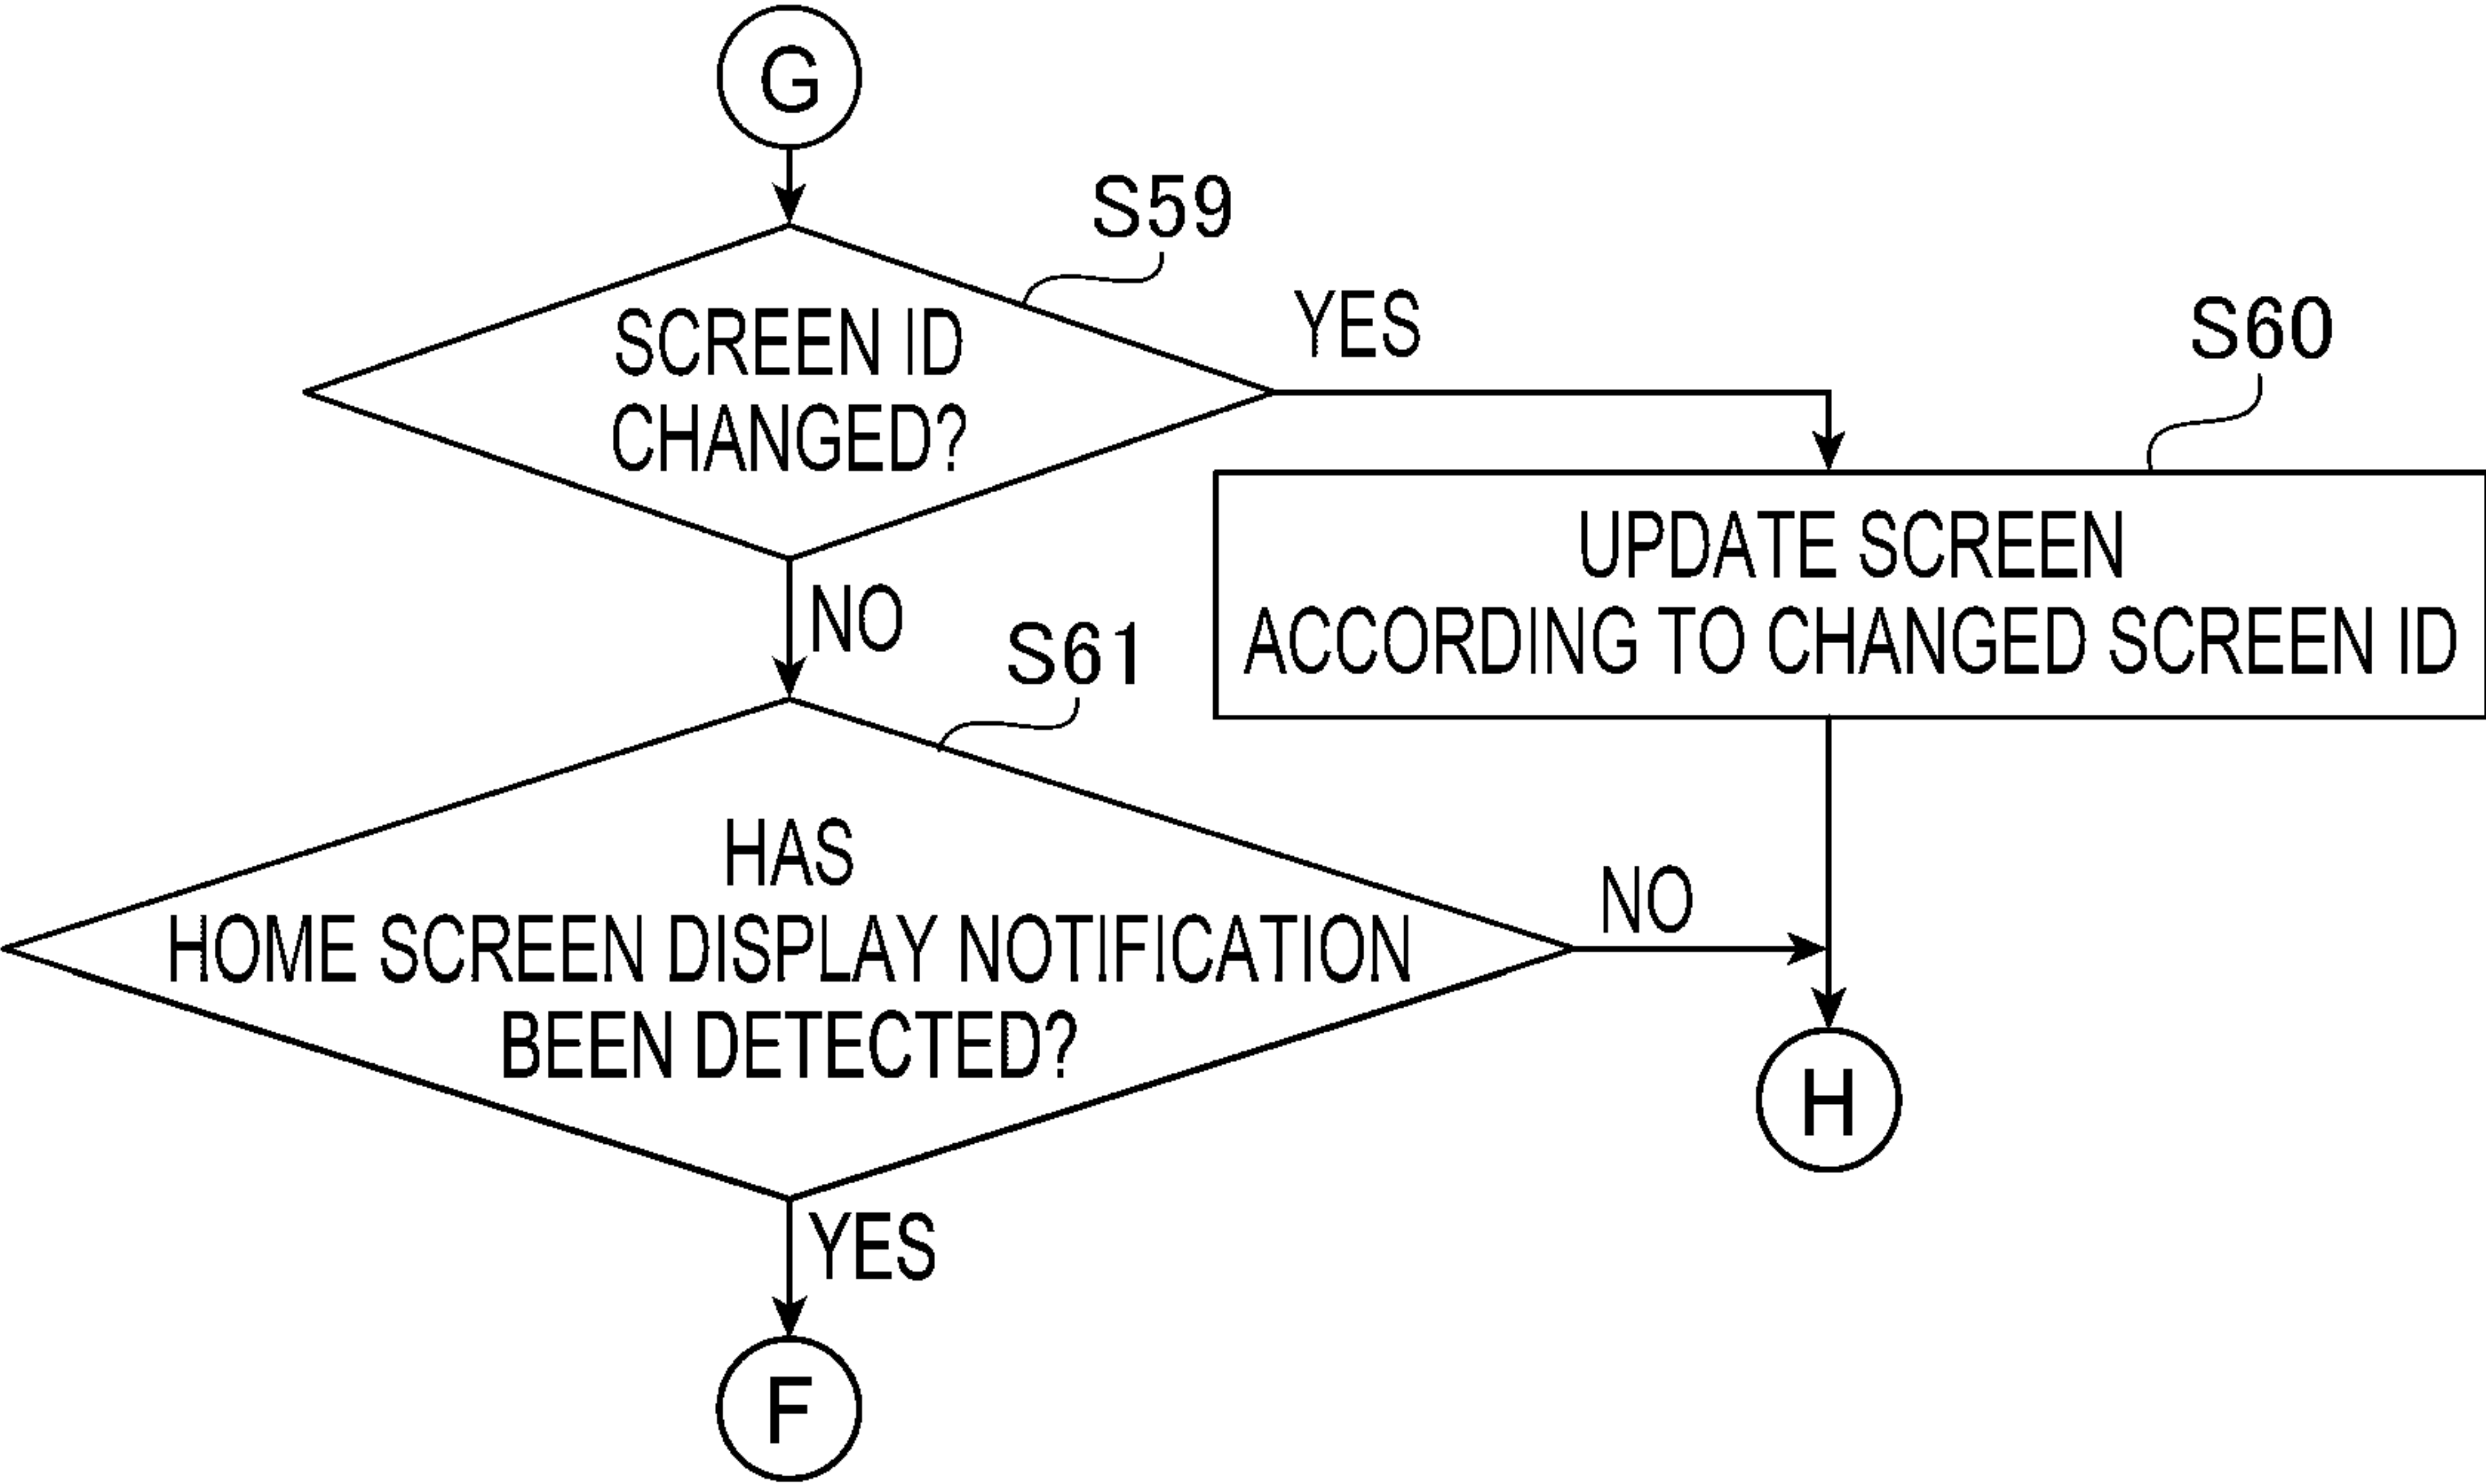 G
S59
SCREEN ID
CHANGED?
YES
S60
UPDATE SCREEN
ACCORDING TO CHANGED SCREEN ID
NO
S61
HAS
HOME SCREEN DISPLAY NOTIFICATION
BEEN DETECTED?
NO
H
YES
F